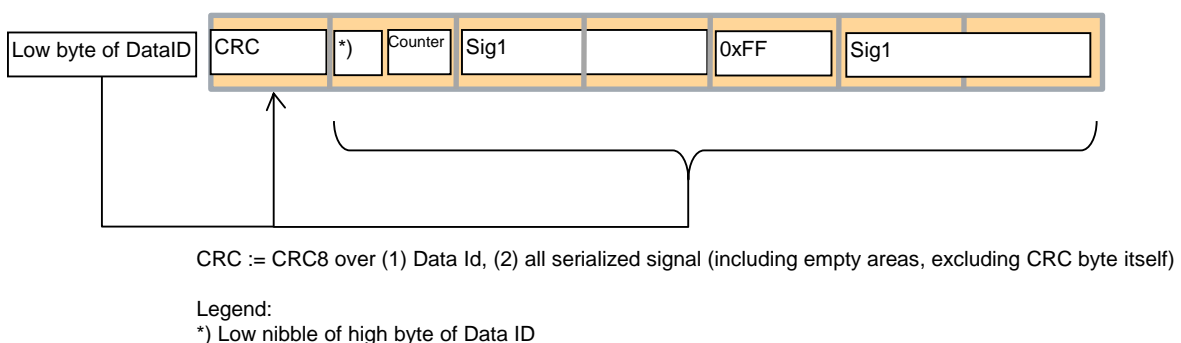 Low byte of DataID CRC *) Counter Sig1 0xFF Sig1
CRC := CRC8 over (1) Data Id, (2) all serialized signal (including empty areas, excluding CRC byte itself)
Legend:
*) Low nibble of high byte of Data ID